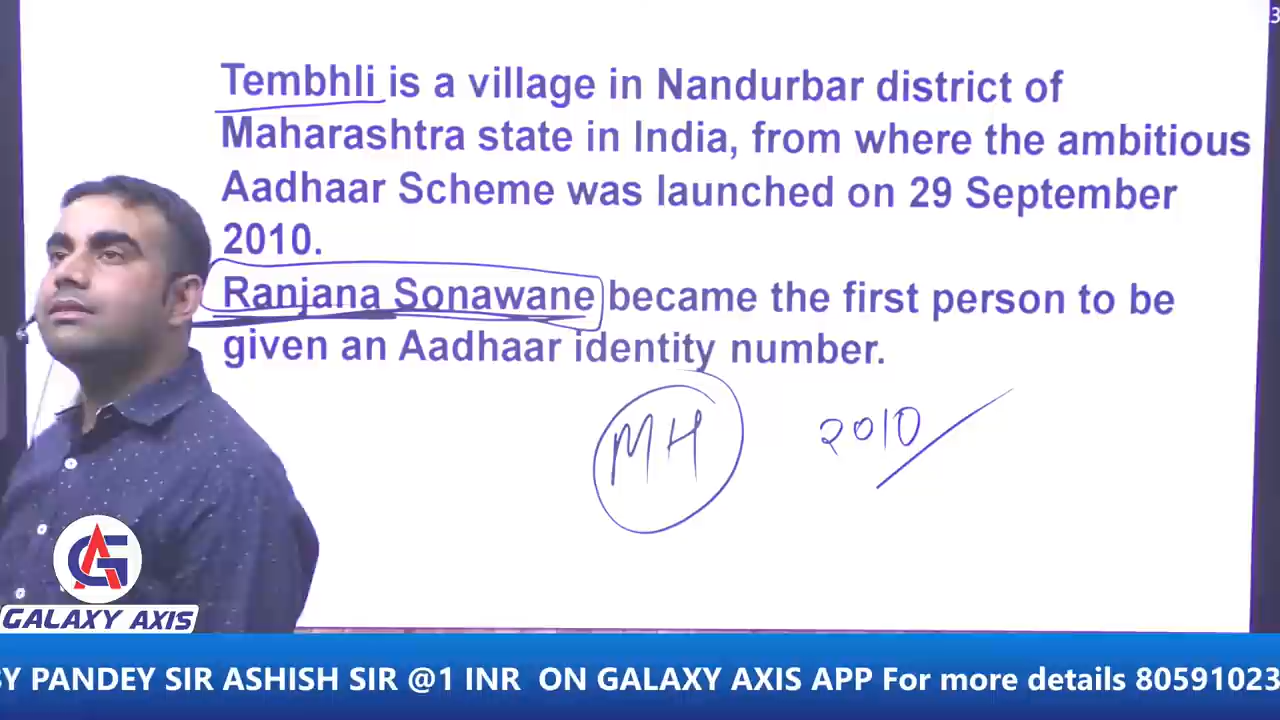 Tembhli is a village in Nandurbar district of
Maharashtra state in India, from where the ambitious
Aadhaar Scheme was launched on 29 September
2010.
Ranjana Sonawane became the first person to be
given an Aadhaar identity number.
MH 2010
GALAXY AXIS
BY PANDEY SIR ASHISH SIR @1 INR ON GALAXY AXIS APP For more details 80591023